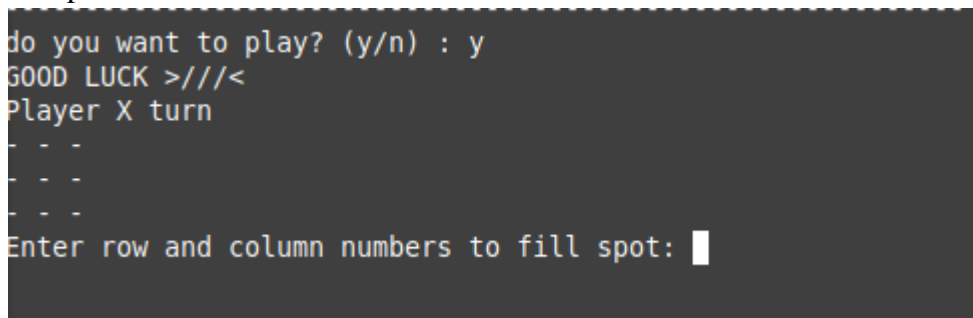 do you want to play? (y/n) : y
GOOD LUCK >///<
Player X turn
- - -
- - -
- - -
Enter row and column numbers to fill spot: